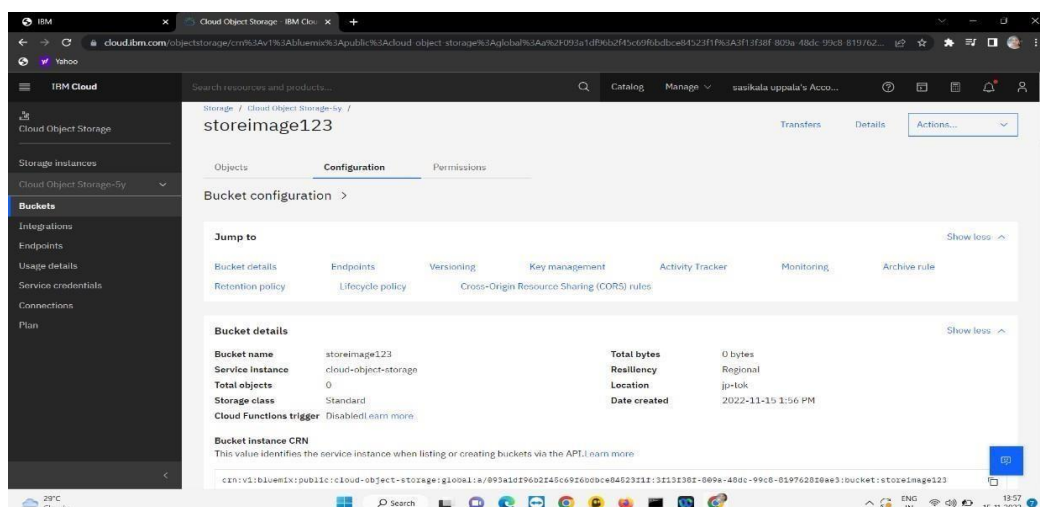 IBM
Cloud Object Storage - IBM Clou
cloud.ibm.com/objectstorage/crn%3Av1%3Abluemix%3Apublic%3Acloud-object-storage%3Aglobal%3Aa%2F093a1df96b2f45c69f6bdbce84523f1f%3A3f13f38f-809a-48dc-99c8-819762...
Yahoo
IBM Cloud
Search resources and products...
Catalog
Manage
sasikala uppala's Acco...
Cloud Object Storage
Storage instances
Cloud Object Storage-5y
Buckets
Integrations
Endpoints
Usage details
Service credentials
Connections
Plan
Storage / Cloud Object Storage-5y /
storeimage123
Transfers
Details
Actions...
Objects
Configuration
Permissions
Bucket configuration >
Jump to
Show less
Bucket details
Endpoints
Versioning
Key management
Activity Tracker
Monitoring
Archive rule
Retention policy
Lifecycle policy
Cross-Origin Resource Sharing (CORS) rules
Bucket details
Show less
Bucket name storeimage123
Total bytes 0 bytes
Service instance cloud-object-storage
Resiliency Regional
Total objects 0
Location jp-tok
Storage class Standard
Date created 2022-11-15 1:56 PM
Cloud Functions trigger Disabled Learn more
Bucket instance CRN
This value identifies the service instance when listing or creating buckets via the API. Learn more
crn:v1:bluemix:public:cloud-object-storage:global:a/093a1df96b2f45c69f6bdbce84523f1f:3f13f38f-809a-48dc-99c8-8197628f0ae3:bucket:storeimage123
29°C
Search
ENG
IN
13:57
15-11-2022